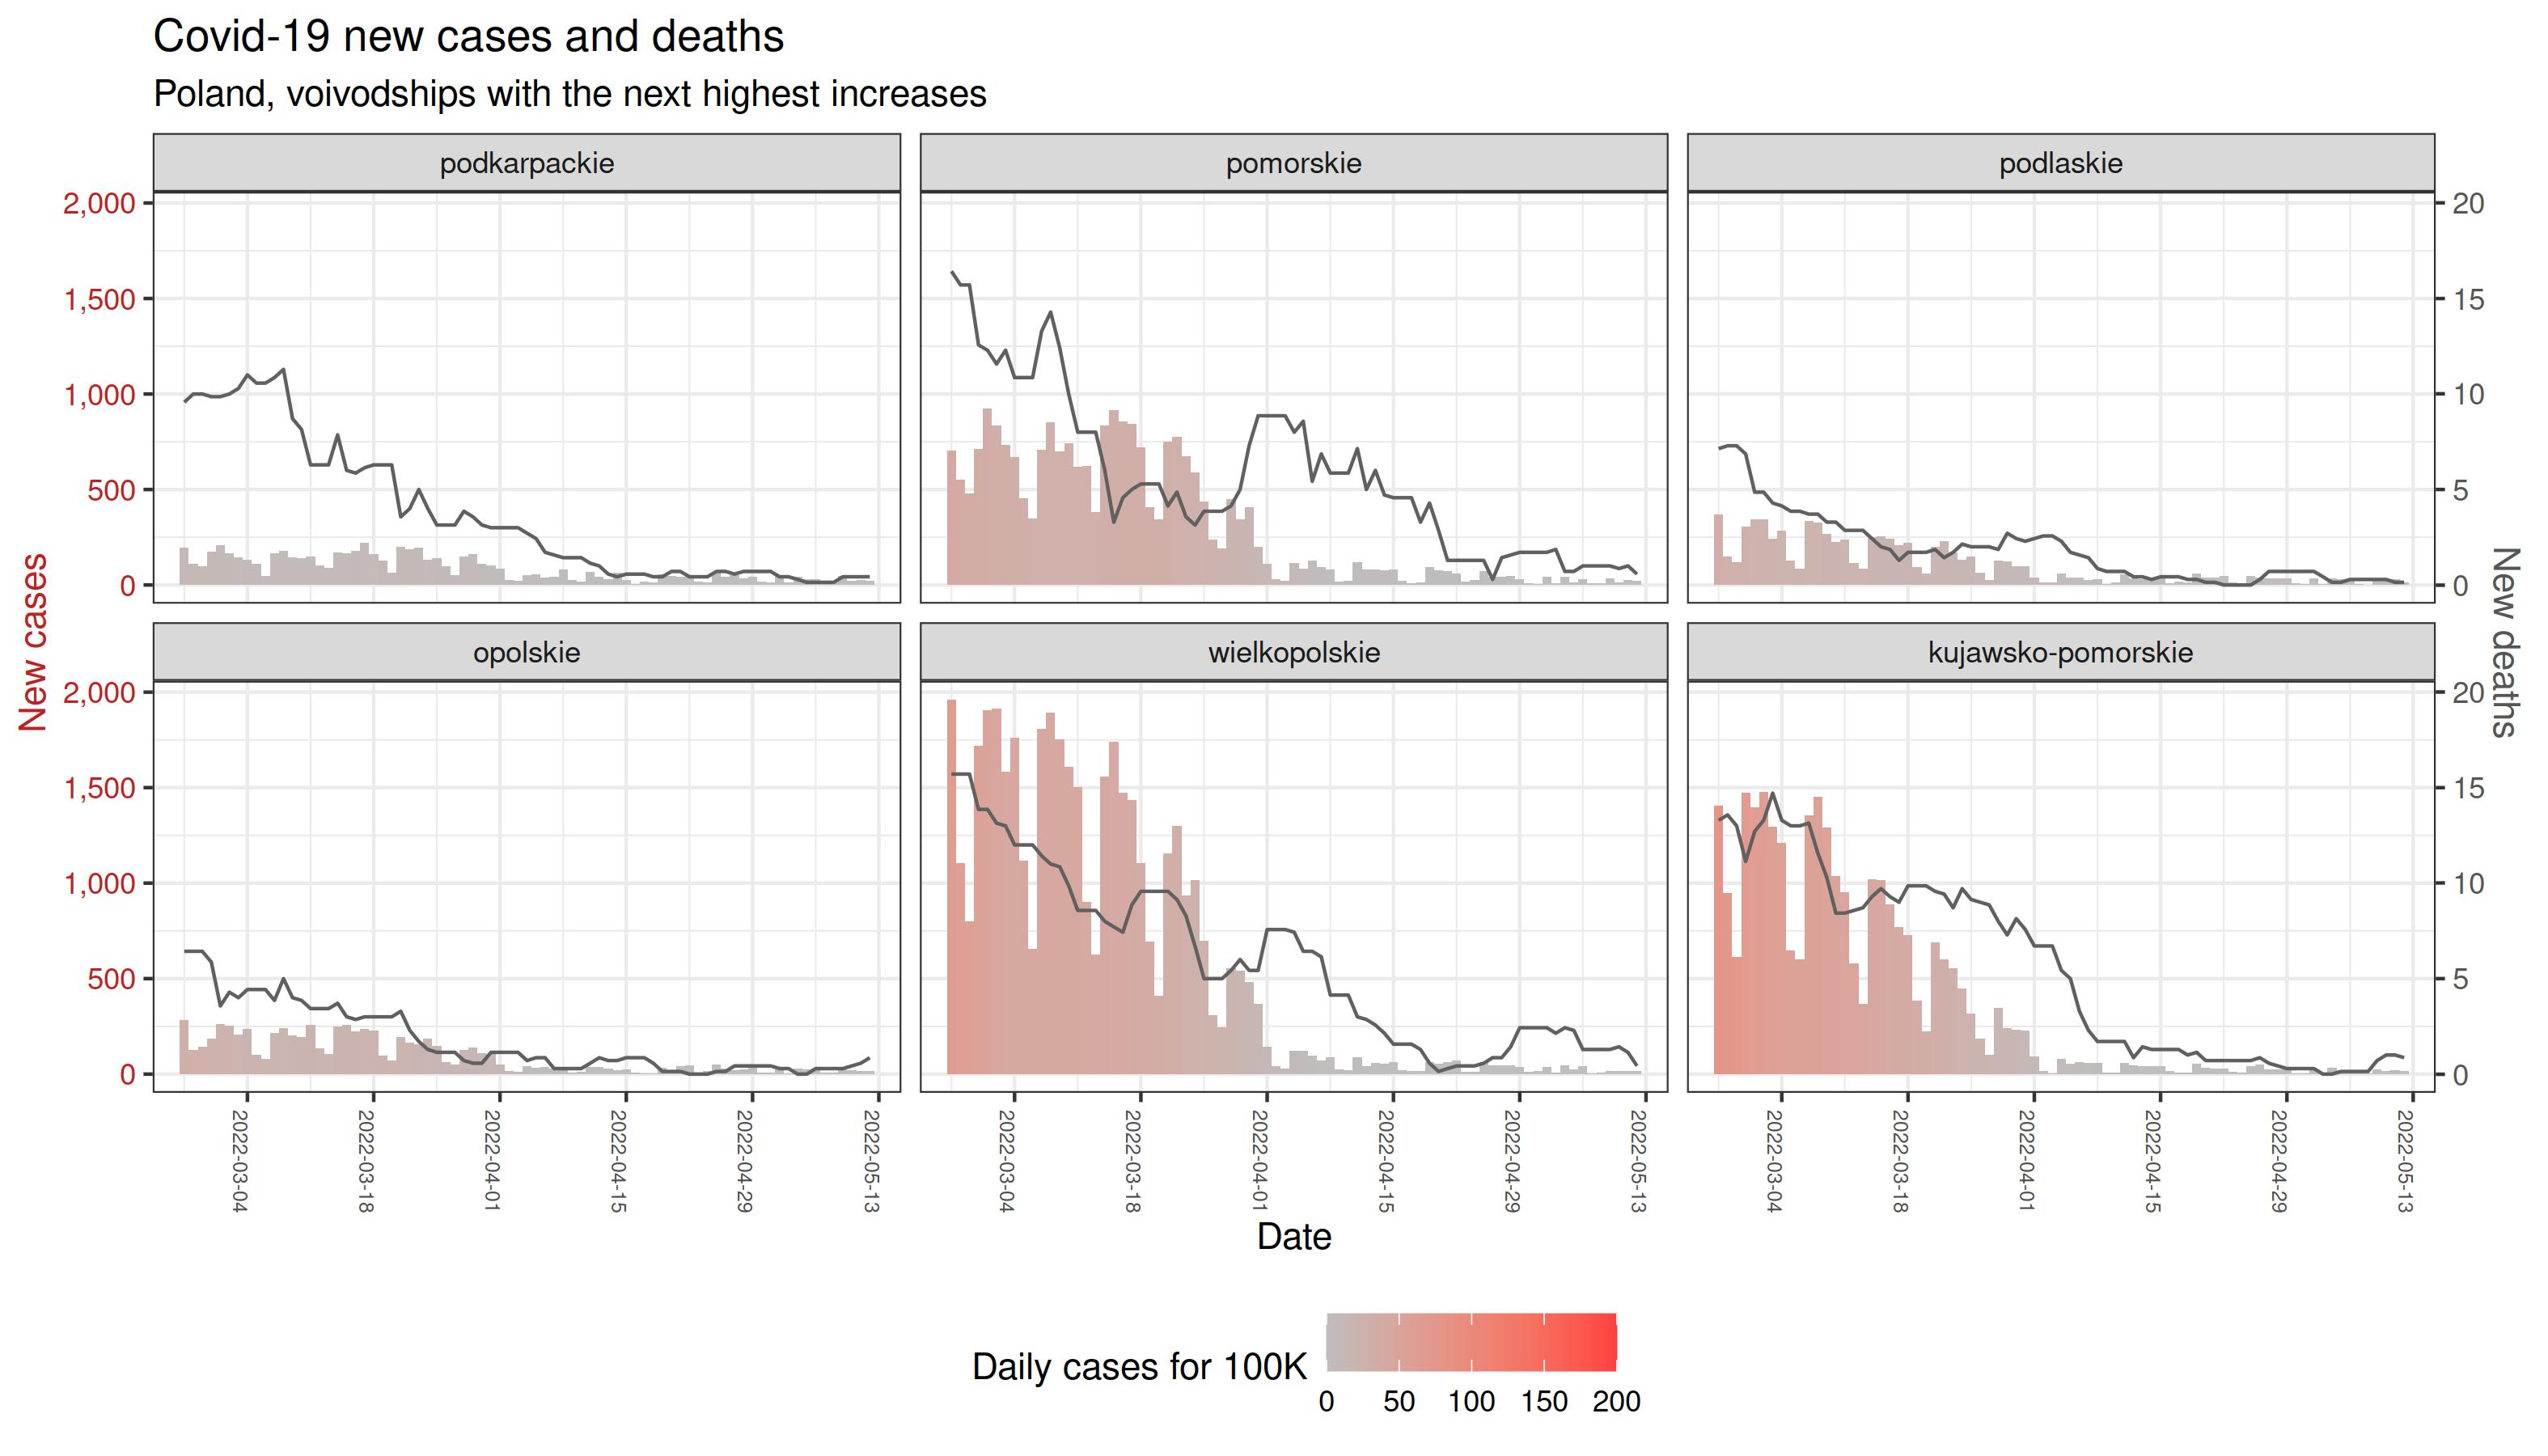 Covid-19 new cases and deaths
Poland, voivodships with the next highest increases
podkarpackie
pomorskie
podlaskie
2,000
1,500
1,000
500
0
20
15
10
5
0
opolskie
wielkopolskie
kujawsko-pomorskie
2,000
1,500
1,000
500
0
20
15
10
5
0
New cases
New deaths
2022-03-04
2022-03-18
2022-04-01
2022-04-15
2022-04-29
2022-05-13
2022-03-04
2022-03-18
2022-04-01
2022-04-15
2022-04-29
2022-05-13
2022-03-04
2022-03-18
2022-04-01
2022-04-15
2022-04-29
2022-05-13
Date
Daily cases for 100K
0 50 100 150 200